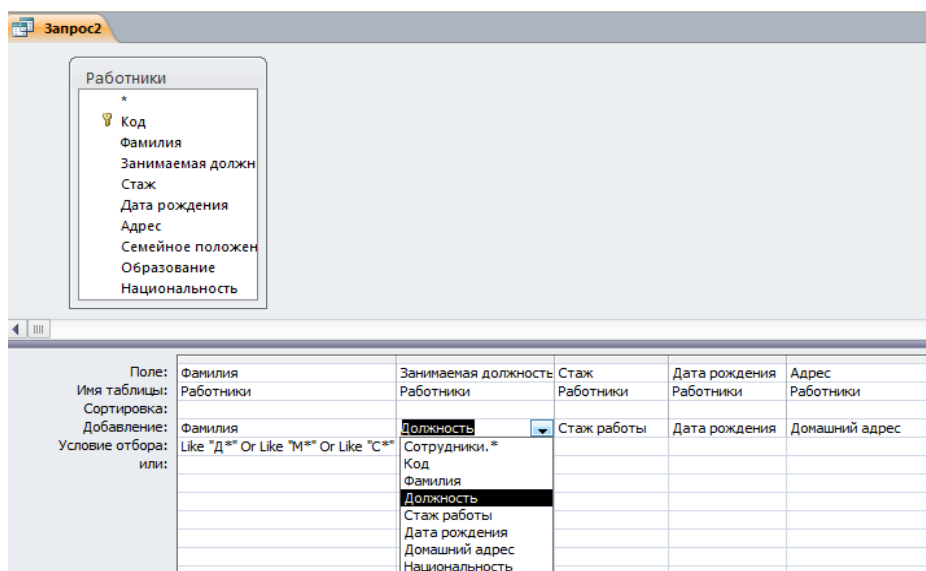 Запрос2
Работники
*
Код
Фамилия
Занимаемая должн
Стаж
Дата рождения
Адрес
Семейное положен
Образование
Национальность
Поле: Фамилия Занимаемая должность Стаж Дата рождения Адрес
Имя таблицы: Работники Работники Работники Работники Работники
Сортировка:
Добавление: Фамилия Должность Стаж работы Дата рождения Домашний адрес
Условие отбора: Like "Д*" Or Like "М*" Or Like "С*"
или:
Сотрудники.*
Код
Фамилия
Должность
Стаж работы
Дата рождения
Домашний адрес
Национальность